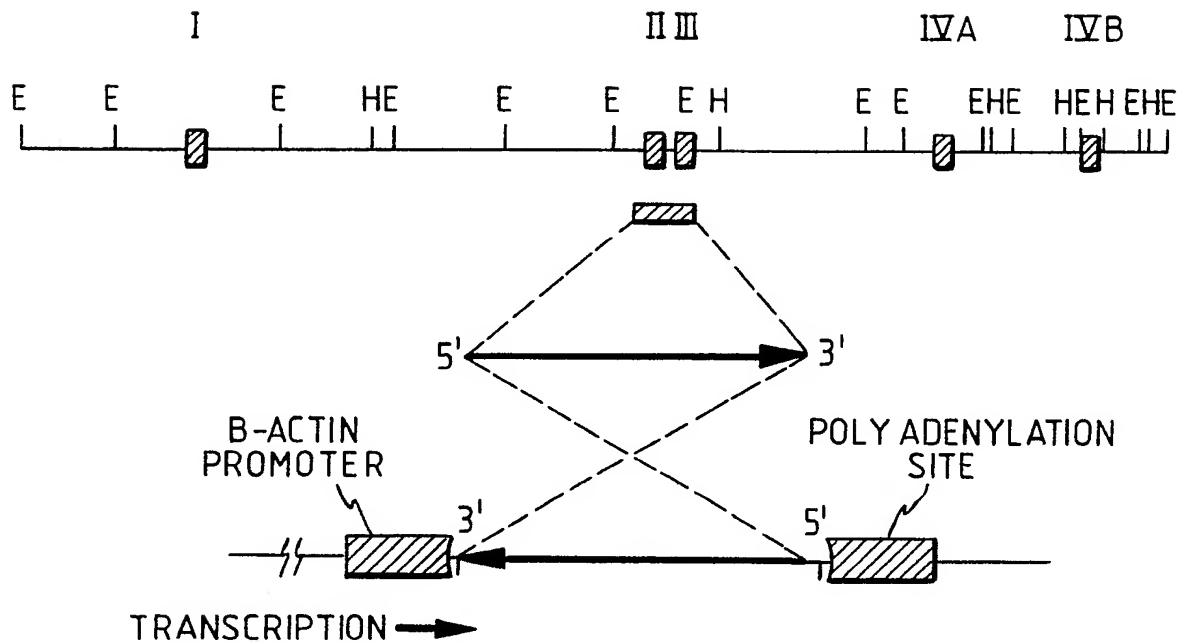 I II III IVA IVB
E E E HE E E E H E E EHE HEH EHE
5' 3'
B-ACTIN
PROMOTER
POLY ADENYLATION
SITE
3' 5'
TRANSCRIPTION